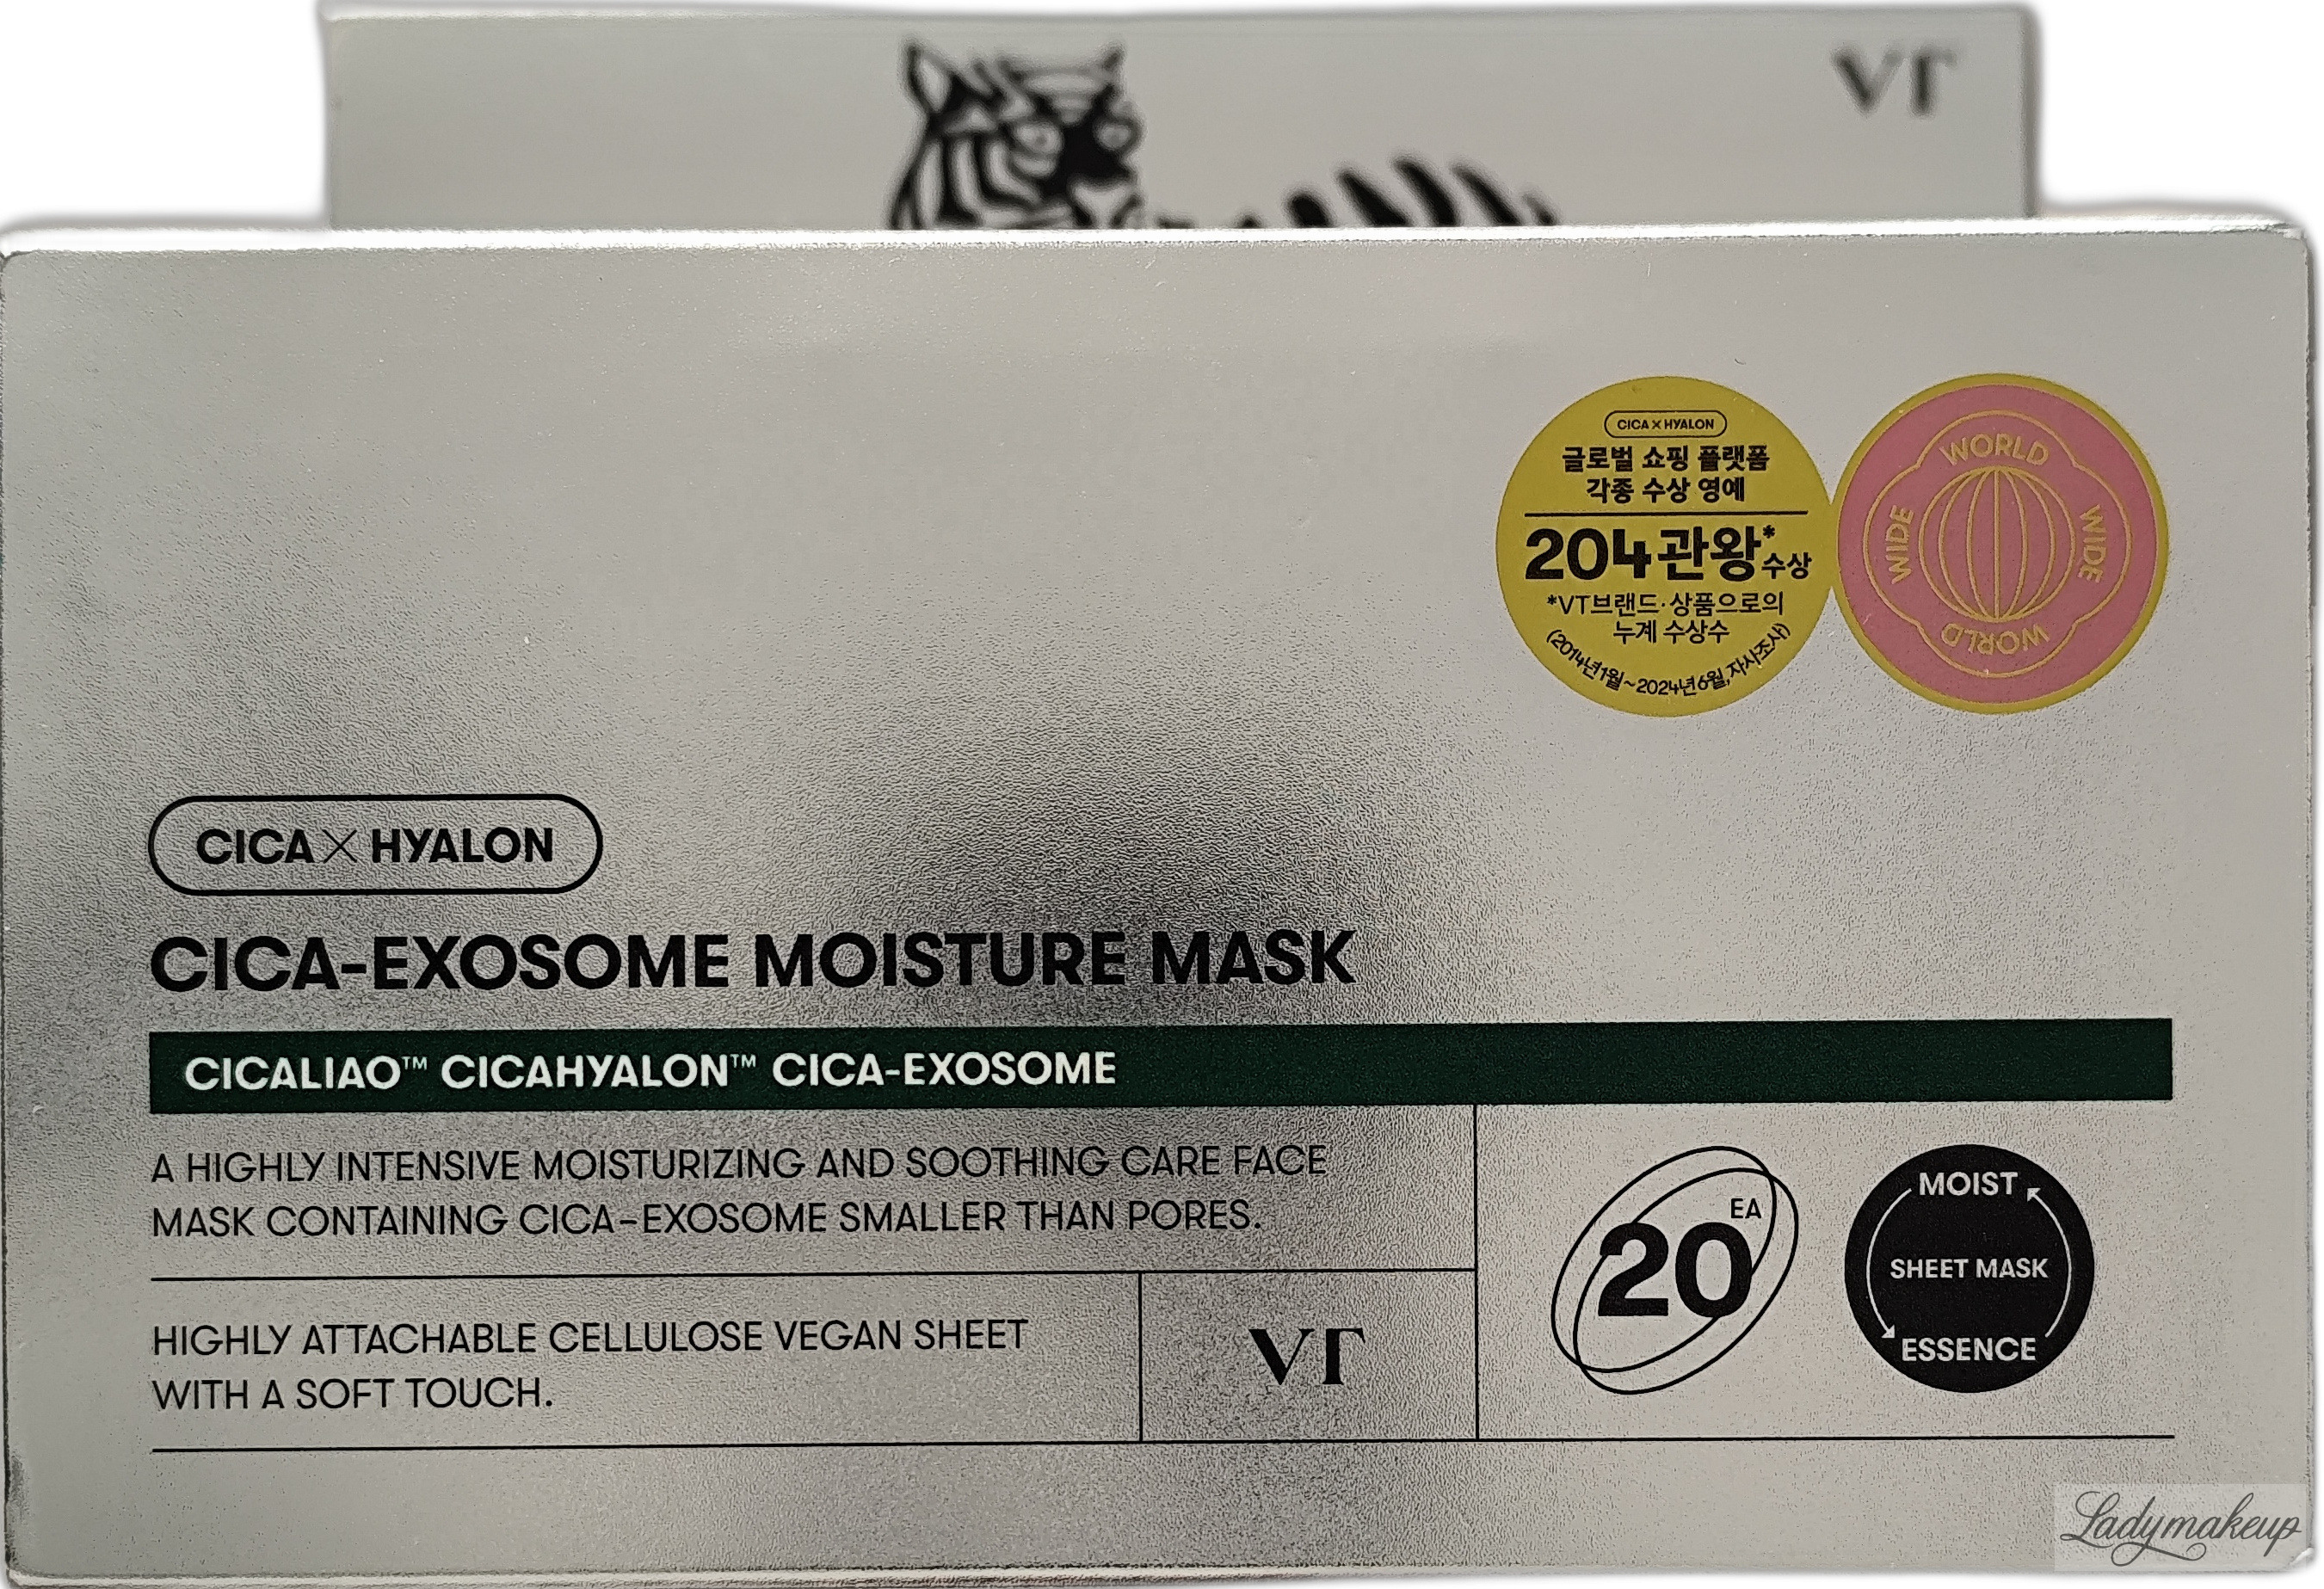 VT
CICA X HYALON
글로벌 쇼핑 플랫폼
각종 수상 영예
204관왕*수상
*VT브랜드·상품으로의
누계 수상수
(2014년1월~2024년6월,자사조사)
WORLD
WIDE
WORLD
WIDE
CICA X HYALON
CICA-EXOSOME MOISTURE MASK
CICALIAO™ CICAHYALON™ CICA-EXOSOME
A HIGHLY INTENSIVE MOISTURIZING AND SOOTHING CARE FACE
MASK CONTAINING CICA-EXOSOME SMALLER THAN PORES.
HIGHLY ATTACHABLE CELLULOSE VEGAN SHEET
WITH A SOFT TOUCH.
VT
20 EA
MOIST
SHEET MASK
ESSENCE
Ladymakeup